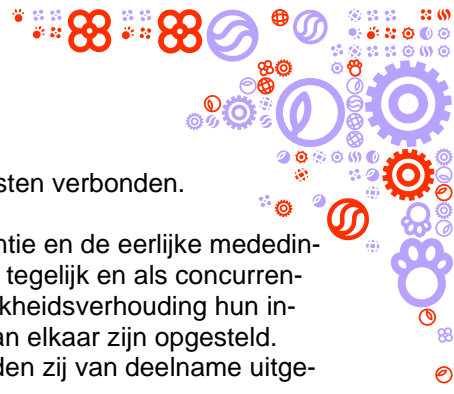 sten verbonden.
ntie en de eerlijke mededin-
tegelijk en als concurren-
kheidsverhouding hun in-
an elkaar zijn opgesteld.
den zij van deelname uitge-